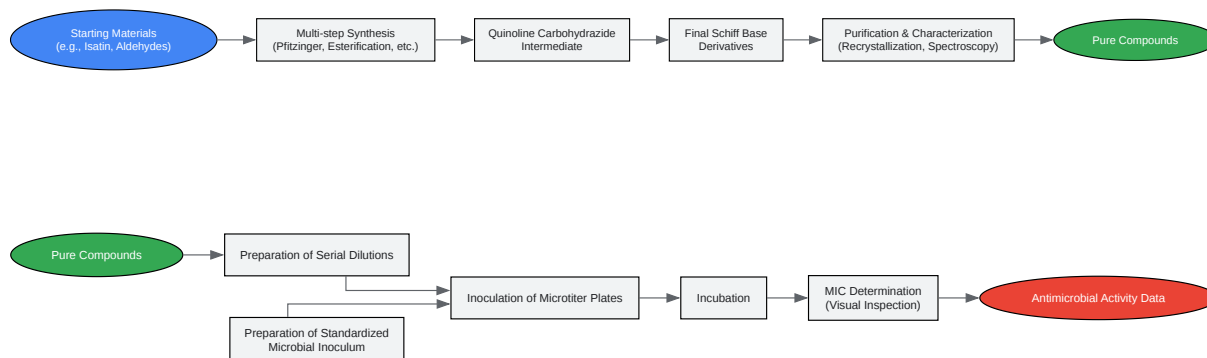 Starting Materials
(e.g., Isatin, Aldehydes)
Multi-step Synthesis
(Pfitzinger, Esterification, etc.)
Quinoline Carbohydrazide
Intermediate
Final Schiff Base
Derivatives
Purification & Characterization
(Recrystallization, Spectroscopy)
Pure Compounds
Pure Compounds
Preparation of Serial Dilutions
Preparation of Standardized
Microbial Inoculum
Inoculation of Microtiter Plates
Incubation
MIC Determination
(Visual Inspection)
Antimicrobial Activity Data